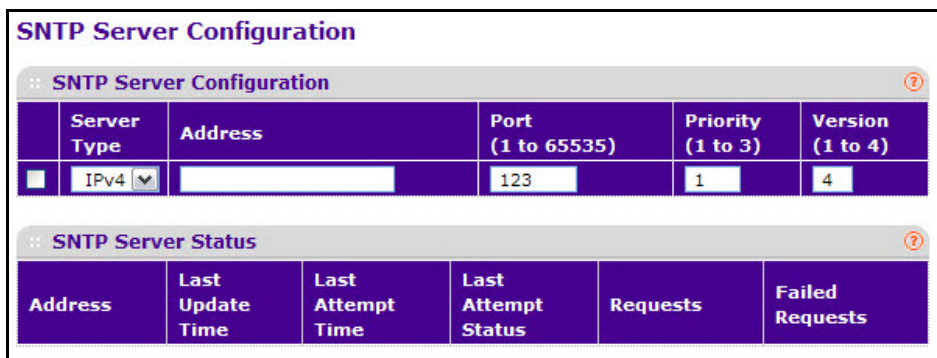 SNTP Server Configuration
SNTP Server Configuration ?
Server Type Address Port (1 to 65535) Priority (1 to 3) Version (1 to 4)
IPv4 123 1 4
SNTP Server Status ?
Address Last Update Time Last Attempt Time Last Attempt Status Requests Failed Requests